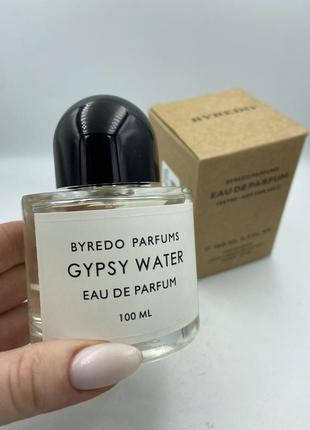 BYREDO PARFUMS
GYPSY WATER
EAU DE PARFUM
100 ML
BYREDO
BYREDO PARFUMS
EAU DE PARFUM